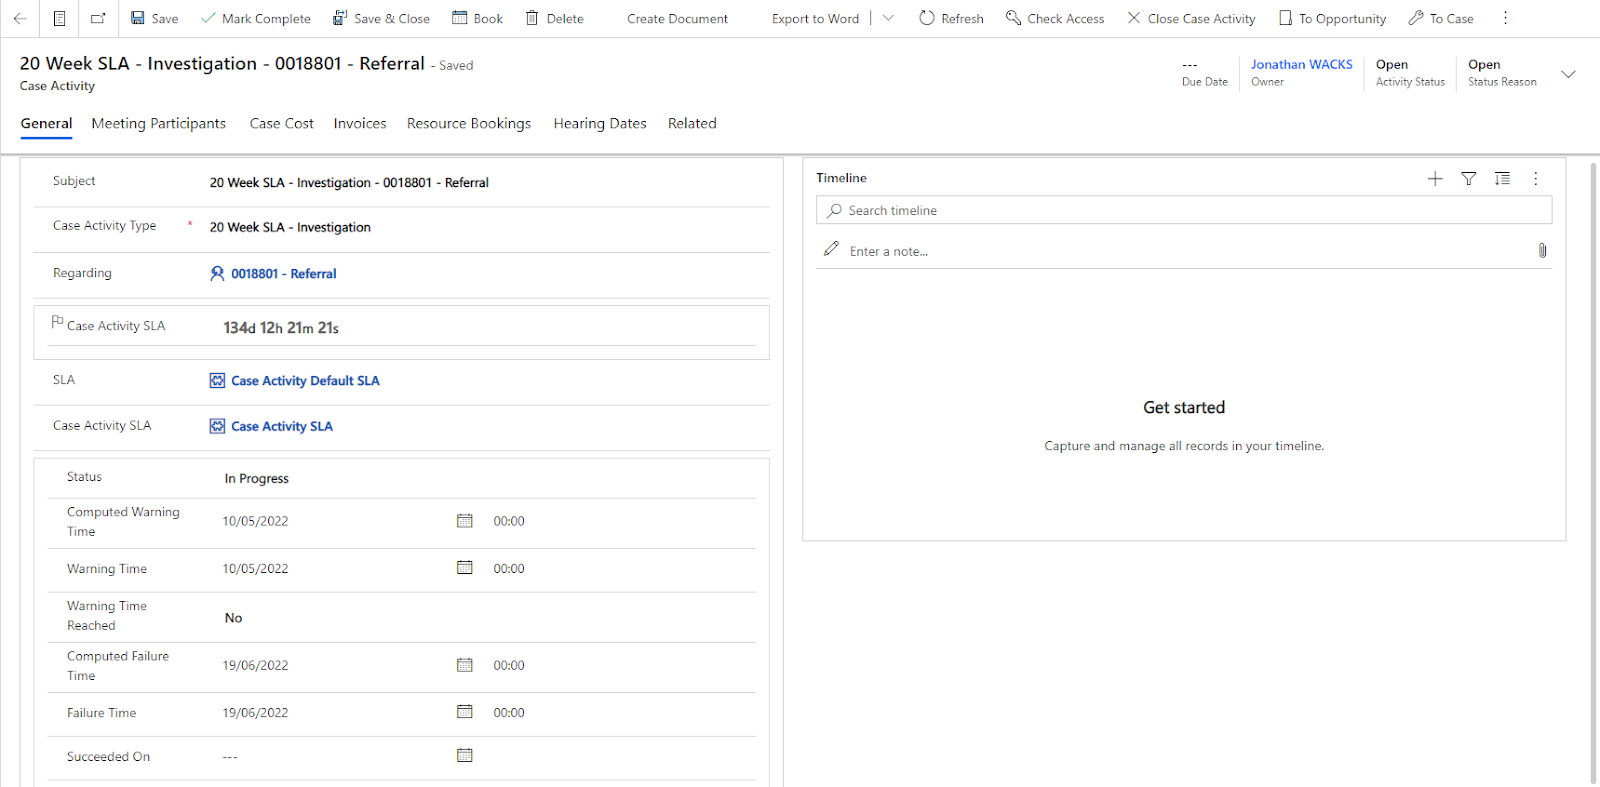 Save
Mark Complete
Save & Close
Book
Delete
Create Document
Export to Word
Refresh
Check Access
Close Case Activity
To Opportunity
To Case
20 Week SLA - Investigation - 0018801 - Referral - Saved
Case Activity
---
Due Date
Jonathan WACKS
Owner
Open
Activity Status
Open
Status Reason
General
Meeting Participants
Case Cost
Invoices
Resource Bookings
Hearing Dates
Related
Subject
20 Week SLA - Investigation - 0018801 - Referral
Case Activity Type *
20 Week SLA - Investigation
Regarding
0018801 - Referral
Case Activity SLA
134d 12h 21m 21s
SLA
Case Activity Default SLA
Case Activity SLA
Case Activity SLA
Status
In Progress
Computed Warning
Time
10/05/2022
00:00
Warning Time
10/05/2022
00:00
Warning Time
Reached
No
Computed Failure
Time
19/06/2022
00:00
Failure Time
19/06/2022
00:00
Succeeded On
---
Timeline
Search timeline
Enter a note...
Get started
Capture and manage all records in your timeline.